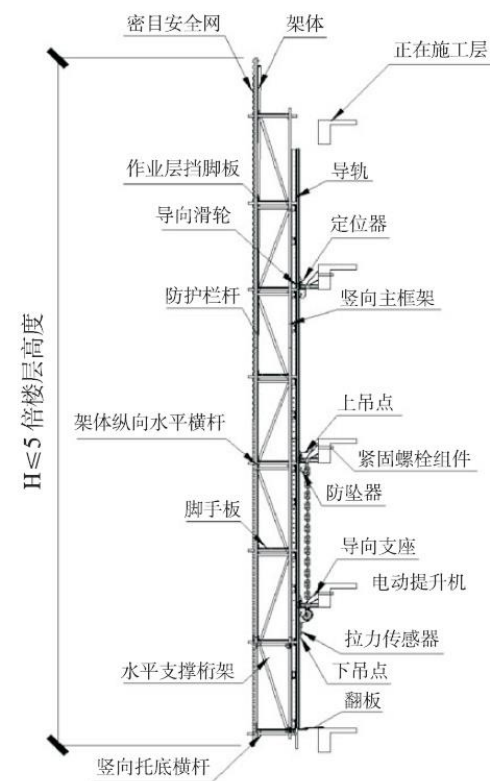 密目安全网
架体
正在施工层
作业层挡脚板
导轨
导向滑轮
定位器
防护栏杆
竖向主框架
H≤5 倍楼层高度
上吊点
架体纵向水平横杆
紧固螺栓组件
防坠器
脚手板
导向支座
电动提升机
拉力传感器
水平支撑桁架
下吊点
翻板
竖向托底横杆